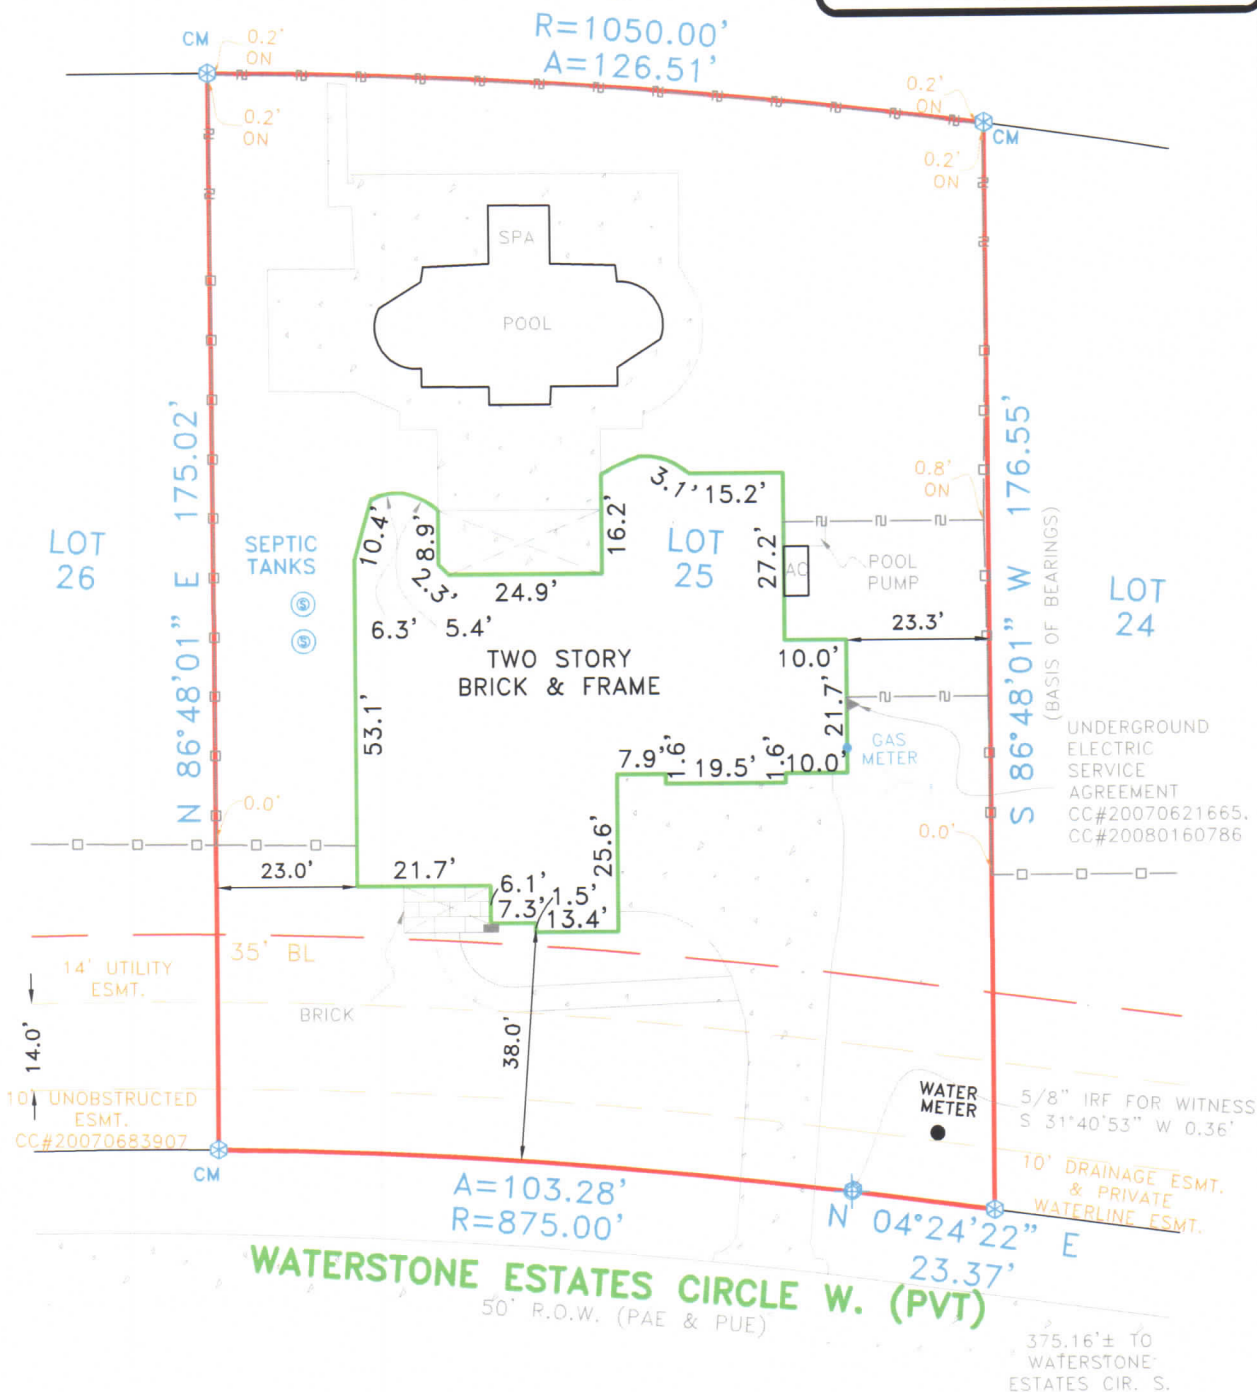 R=1050.00'
A=126.51'
CM
0.2'
ON
0.2'
ON
0.2'
ON
CM
0.2'
ON
SPA
POOL
N 86°48'01" E 175.02'
S 86°48'01" W 176.55'
(BASIS OF BEARINGS)
0.8'
ON
LOT
26
SEPTIC
TANKS
S
S
10.4'
8.9'
2.3'
24.9'
16.2'
3.1'
15.2'
LOT
25
27.2'
AC
POOL
PUMP
LOT
24
6.3'
5.4'
23.3'
10.0'
TWO STORY
BRICK & FRAME
53.1'
21.7'
GAS
METER
UNDERGROUND
ELECTRIC
SERVICE
AGREEMENT
CC#20070621665,
CC#20080160786
7.9'
1.6'
19.5'
1.6'
10.0'
0.0'
0.0'
25.6'
23.0'
21.7'
6.1'
7.3'
1.5'
13.4'
35' BL
14' UTILITY
ESMT.
BRICK
14.0'
38.0'
10' UNOBSTRUCTED
ESMT.
CC#20070683907
WATER
METER
5/8" IRF FOR WITNESS
S 31°40'53" W 0.36'
CM
A=103.28'
R=875.00'
10' DRAINAGE ESMT.
& PRIVATE
WATERLINE ESMT.
N 04°24'22" E
23.37'
WATERSTONE ESTATES CIRCLE W. (PVT)
50' R.O.W. (PAE & PUE)
375.16'± TO
WATERSTONE
ESTATES CIR. S.